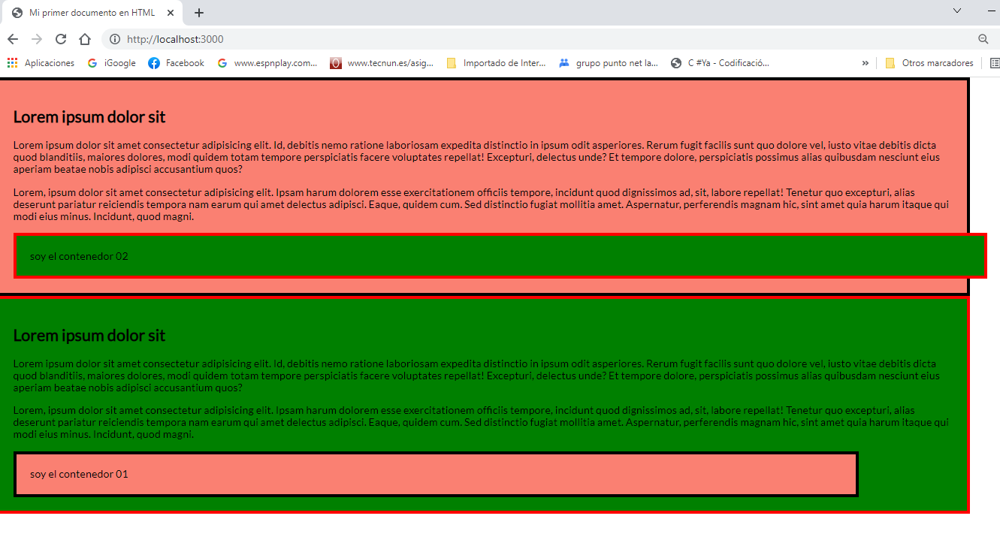 Mi primer documento en HTML
http://localhost:3000
Aplicaciones iGoogle Facebook www.espnplay.com... www.tecnun.es/asig... Importado de Inter... grupo punto net la... C #Ya - Codificació... » Otros marcadores
Lorem ipsum dolor sit
Lorem ipsum dolor sit amet consectetur adipisicing elit. Id, debitis nemo ratione laboriosam expedita distinctio in ipsum odit asperiores. Rerum fugit facilis sunt quo dolore vel, iusto vitae debitis dicta
quod blanditiis, maiores dolores, modi quidem totam tempore perspiciatis facere voluptates repellat! Excepturi, delectus unde? Et tempore dolore, perspiciatis possimus alias quibusdam nesciunt eius
aperiam beatae nobis adipisci accusantium quos?
Lorem, ipsum dolor sit amet consectetur adipisicing elit. Ipsam harum dolorem esse exercitationem officiis tempore, incidunt quod dignissimos ad, sit, labore repellat! Tenetur quo excepturi, alias
deserunt pariatur reiciendis tempora nam earum qui amet delectus adipisci. Eaque, quidem cum. Sed distinctio fugiat mollitia amet. Aspernatur, perferendis magnam hic, sint amet quia harum itaque qui
modi eius minus. Incidunt, quod magni.
soy el contenedor 02
Lorem ipsum dolor sit
Lorem ipsum dolor sit amet consectetur adipisicing elit. Id, debitis nemo ratione laboriosam expedita distinctio in ipsum odit asperiores. Rerum fugit facilis sunt quo dolore vel, iusto vitae debitis dicta
quod blanditiis, maiores dolores, modi quidem totam tempore perspiciatis facere voluptates repellat! Excepturi, delectus unde? Et tempore dolore, perspiciatis possimus alias quibusdam nesciunt eius
aperiam beatae nobis adipisci accusantium quos?
Lorem, ipsum dolor sit amet consectetur adipisicing elit. Ipsam harum dolorem esse exercitationem officiis tempore, incidunt quod dignissimos ad, sit, labore repellat! Tenetur quo excepturi, alias
deserunt pariatur reiciendis tempora nam earum qui amet delectus adipisci. Eaque, quidem cum. Sed distinctio fugiat mollitia amet. Aspernatur, perferendis magnam hic, sint amet quia harum itaque qui
modi eius minus. Incidunt, quod magni.
soy el contenedor 01